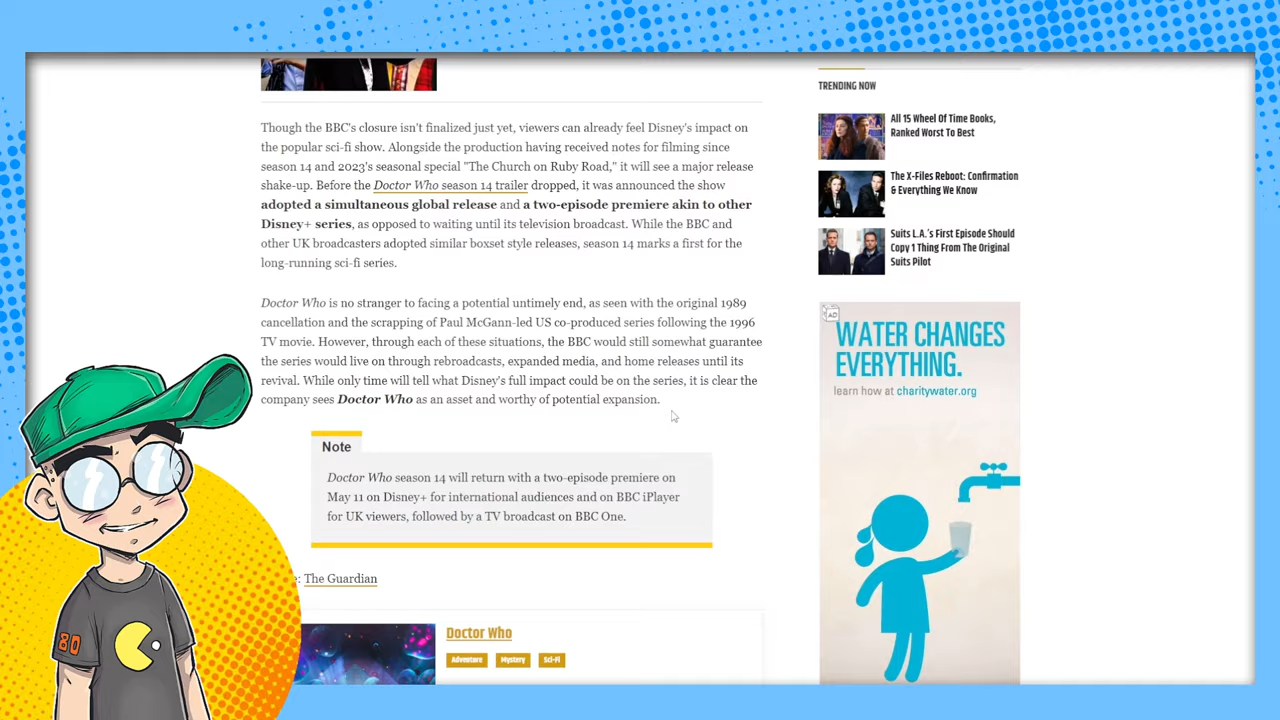 Though the BBC's closure isn't finalized just yet, viewers can already feel Disney's impact on
the popular sci-fi show. Alongside the production having received notes for filming since
season 14 and 2023's seasonal special "The Church on Ruby Road," it will see a major release
shake-up. Before the Doctor Who season 14 trailer dropped, it was announced the show
adopted a simultaneous global release and a two-episode premiere akin to other
Disney+ series, as opposed to waiting until its television broadcast. While the BBC and
other UK broadcasters adopted similar boxset style releases, season 14 marks a first for the
long-running sci-fi series.
Doctor Who is no stranger to facing a potential untimely end, as seen with the original 1989
cancellation and the scrapping of Paul McGann-led US co-produced series following the 1996
TV movie. However, through each of these situations, the BBC would still somewhat guarantee
the series would live on through rebroadcasts, expanded media, and home releases until its
revival. While only time will tell what Disney's full impact could be on the series, it is clear the
company sees Doctor Who as an asset and worthy of potential expansion.
Note
Doctor Who season 14 will return with a two-episode premiere on
May 11 on Disney+ for international audiences and on BBC iPlayer
for UK viewers, followed by a TV broadcast on BBC One.
: The Guardian
Doctor Who
Adventure Mystery Sci-Fi
TRENDING NOW
All 15 Wheel Of Time Books,
Ranked Worst To Best
The X-Files Reboot: Confirmation
& Everything We Know
Suits L.A.'s First Episode Should
Copy 1 Thing From The Original
Suits Pilot
AD
WATER CHANGES
EVERYTHING.
learn how at charitywater.org
80